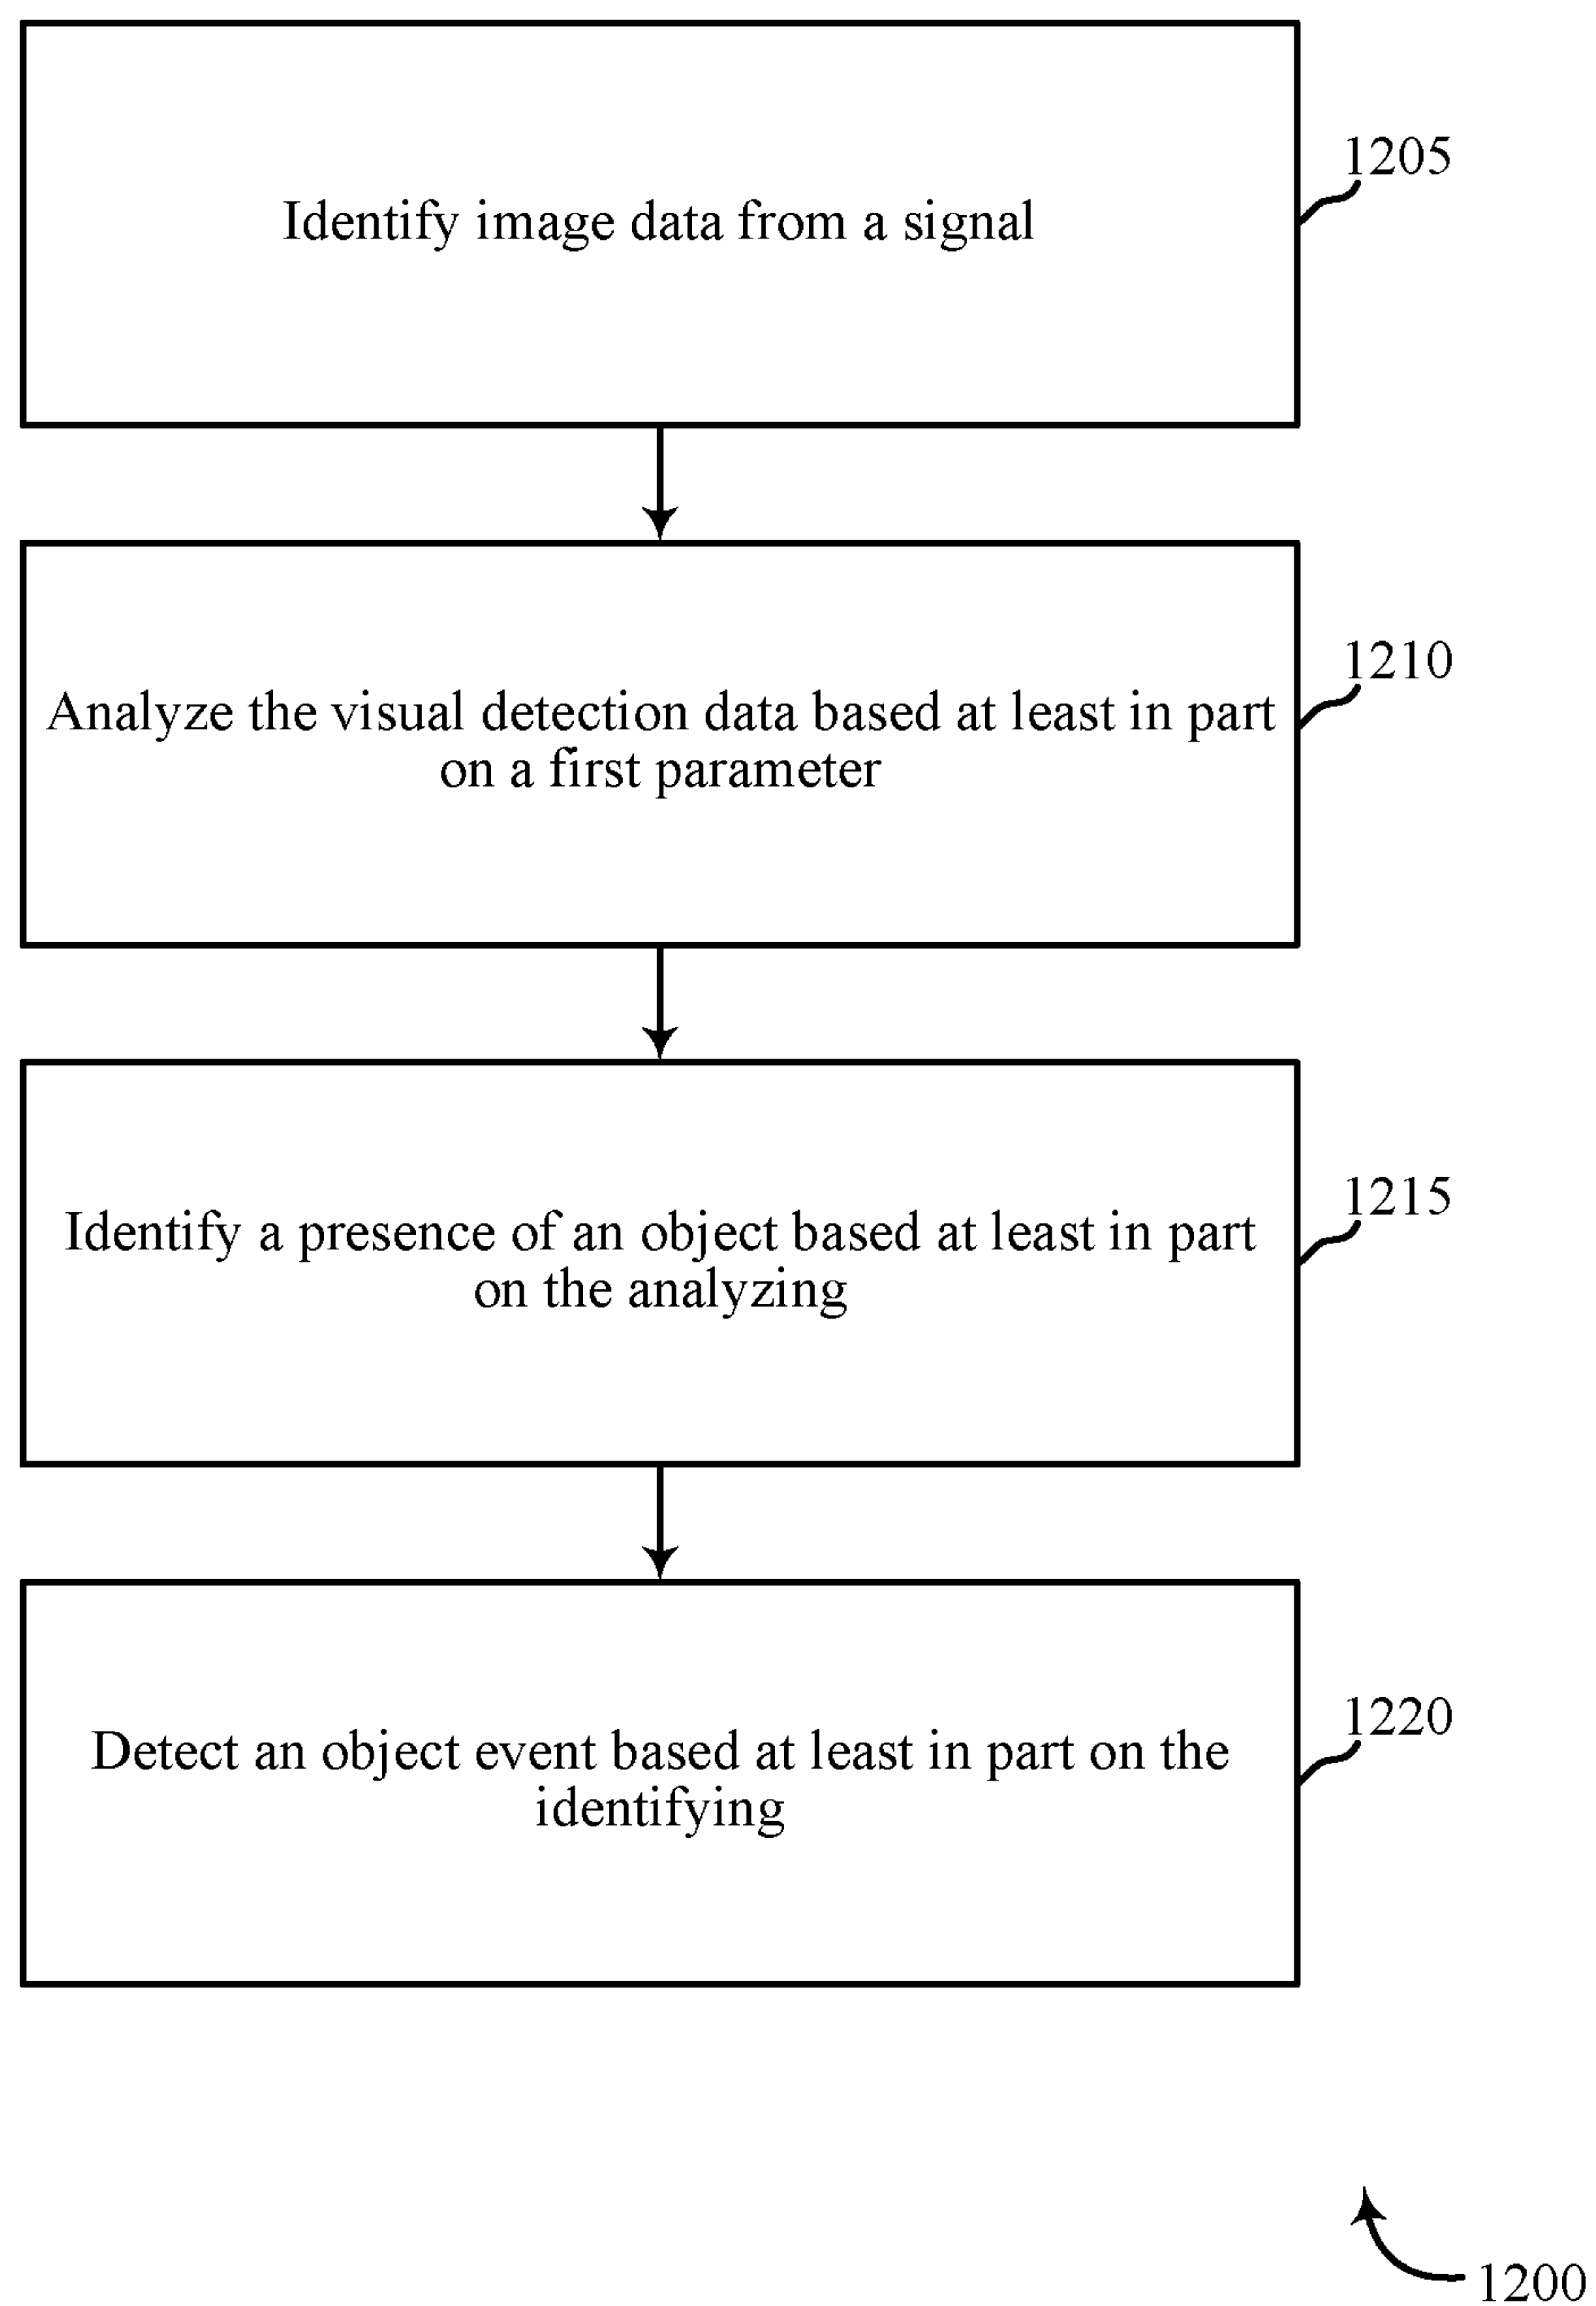 Identify image data from a signal
1205
Analyze the visual detection data based at least in part
on a first parameter
1210
Identify a presence of an object based at least in part
on the analyzing
1215
Detect an object event based at least in part on the
identifying
1220
1200